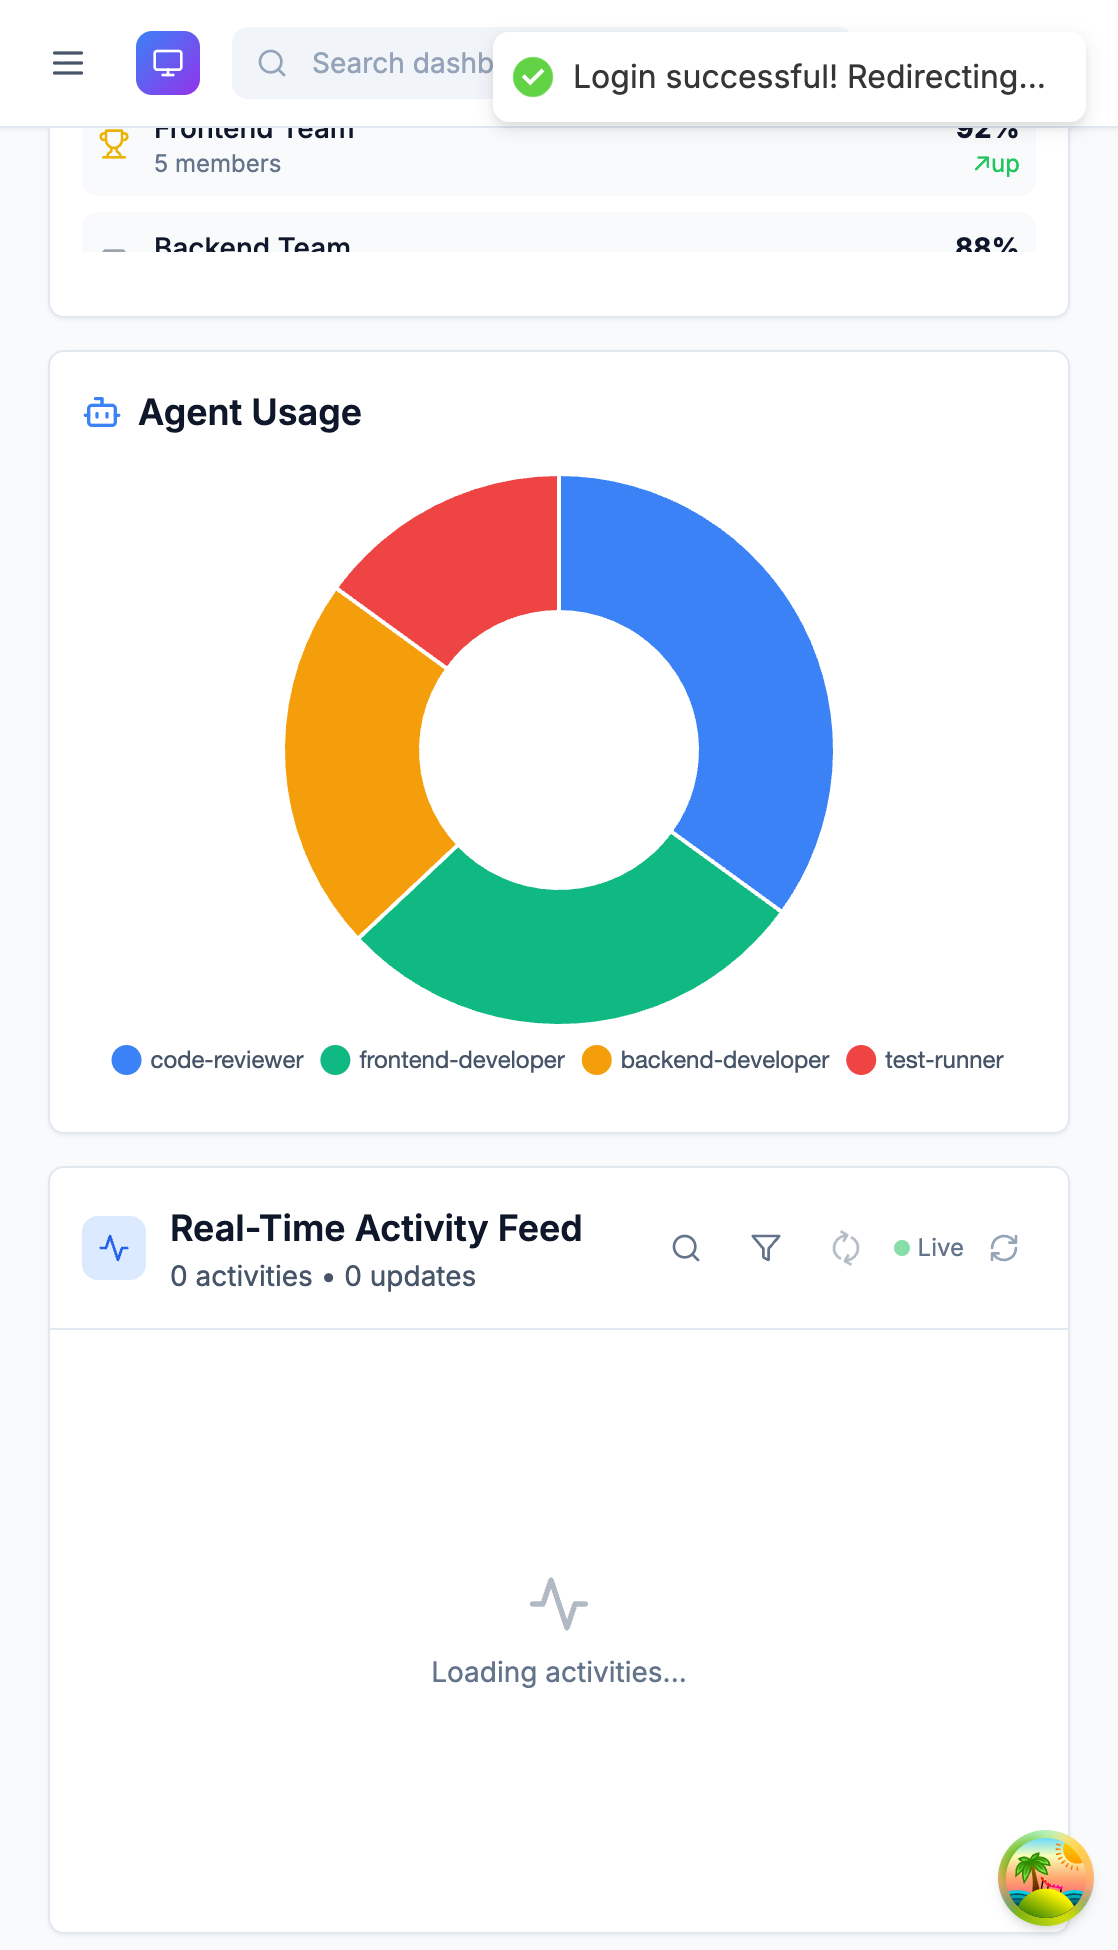 Search dashb
Login successful! Redirecting...
Frontend Team
92%
5 members
up
Backend Team
88%
Agent Usage
code-reviewer
frontend-developer
backend-developer
test-runner
Real-Time Activity Feed
0 activities • 0 updates
Live
Loading activities...